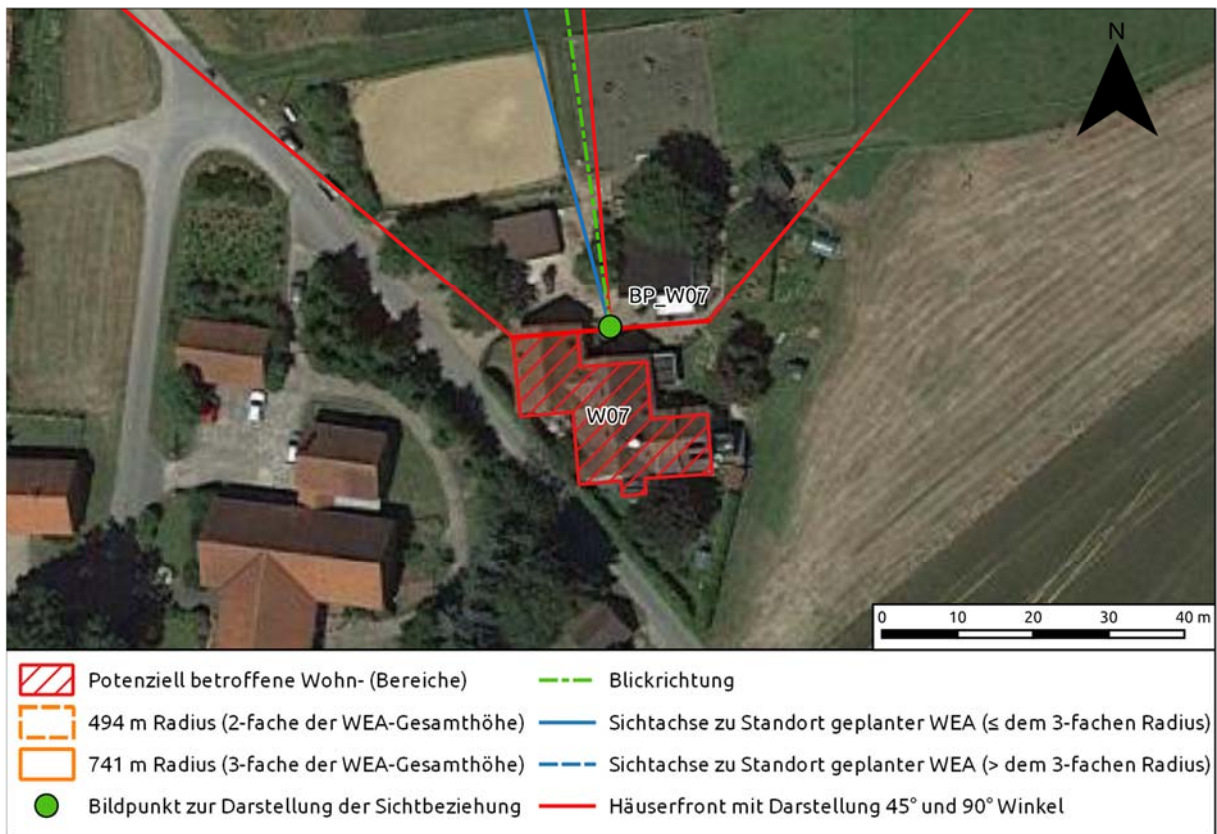 N
BP_W07
W07
0 10 20 30 40 m
Potenziell betroffene Wohn- (Bereiche)
494 m Radius (2-fache der WEA-Gesamthöhe)
741 m Radius (3-fache der WEA-Gesamthöhe)
Bildpunkt zur Darstellung der Sichtbeziehung
Blickrichtung
Sichtachse zu Standort geplanter WEA (≤ dem 3-fachen Radius)
Sichtachse zu Standort geplanter WEA (> dem 3-fachen Radius)
Häuserfront mit Darstellung 45° und 90° Winkel